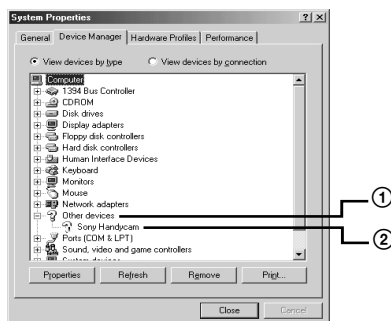 System Properties
General Device Manager Hardware Profiles Performance
View devices by type View devices by connection
Computer
1394 Bus Controller
CDROM
Disk drives
Display adapters
Floppy disk controllers
Hard disk controllers
Human Interface Devices
Keyboard
Monitors
Mouse
Network adapters
Other devices
Sony Handycam
Ports (COM & LPT)
Sound, video and game controllers
System devices
Properties Refresh Remove Print...
Close Cancel
①
②